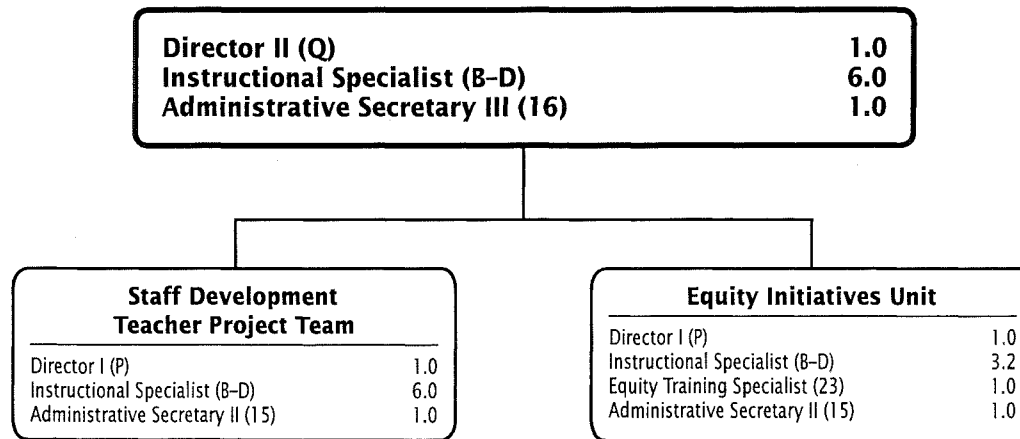 Director II (Q) 1.0
Instructional Specialist (B–D) 6.0
Administrative Secretary III (16) 1.0
Staff Development
Teacher Project Team
Director I (P) 1.0
Instructional Specialist (B–D) 6.0
Administrative Secretary II (15) 1.0
Equity Initiatives Unit
Director I (P) 1.0
Instructional Specialist (B–D) 3.2
Equity Training Specialist (23) 1.0
Administrative Secretary II (15) 1.0